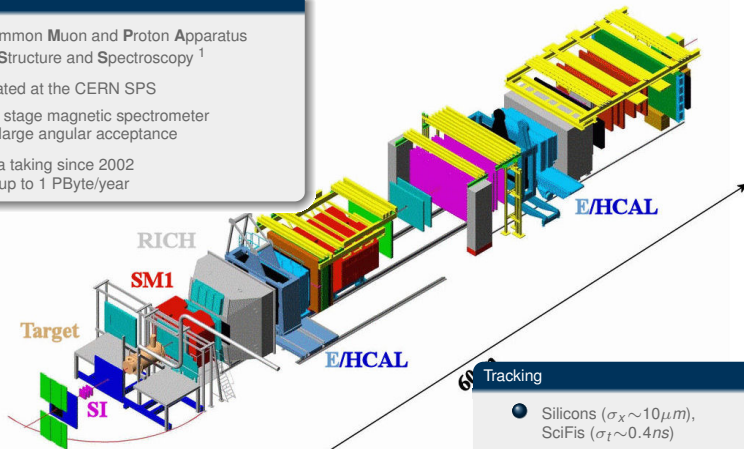 mmon Muon and Proton Apparatus
Structure and Spectroscopy 1
ated at the CERN SPS
stage magnetic spectrometer
large angular acceptance
a taking since 2002
up to 1 PByte/year
E/HCAL
RICH
SM1
Target
E/HCAL
SI
Tracking
Silicons (σx∼10μm),
SciFis (σt∼0.4ns)